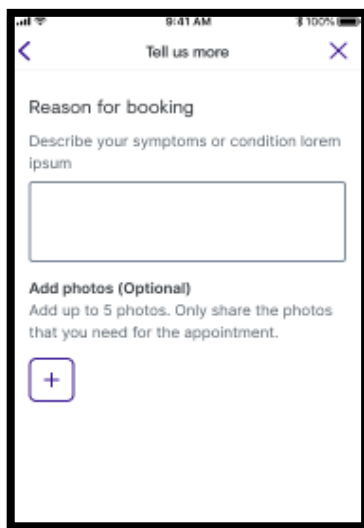 9:41 AM
100%
Tell us more
Reason for booking
Describe your symptoms or condition lorem
ipsum
Add photos (Optional)
Add up to 5 photos. Only share the photos
that you need for the appointment.
+